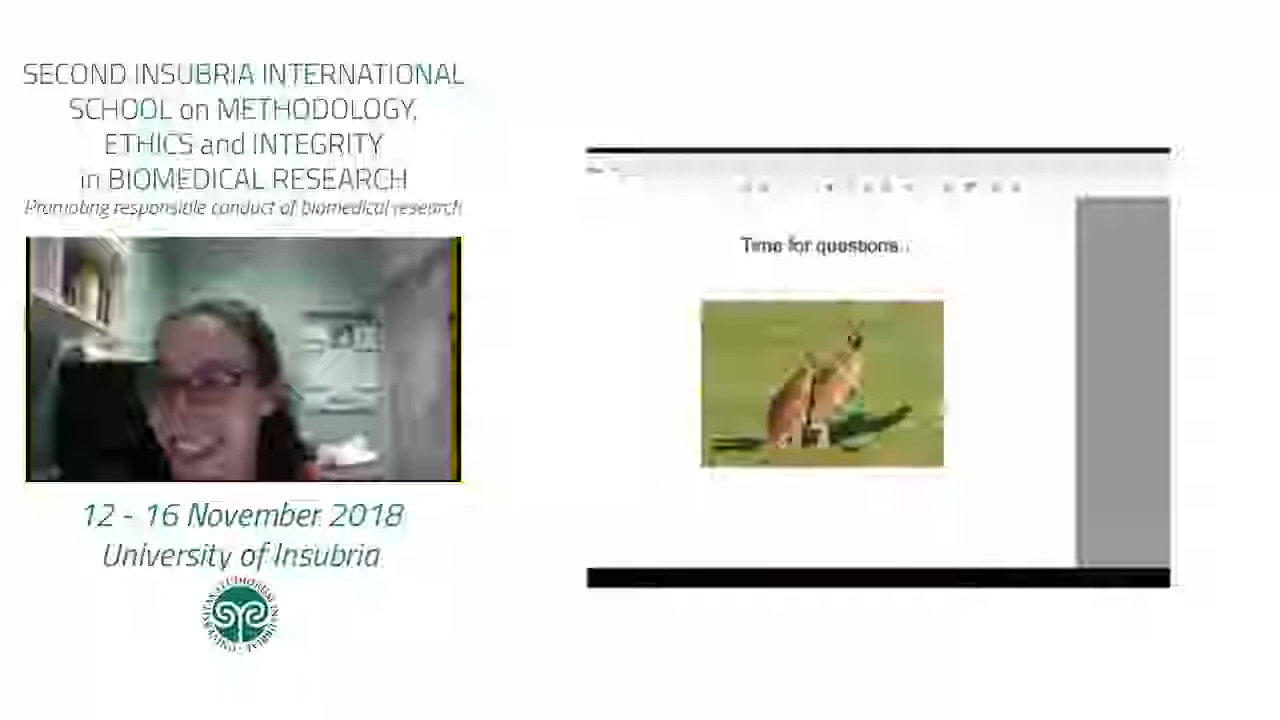 SECOND INSUBRIA INTERNATIONAL
SCHOOL on METHODOLOGY,
ETHICS and INTEGRITY
in BIOMEDICAL RESEARCH
Promoting responsible conduct of biomedical research
12 - 16 November 2018
University of Insubria
Time for questions...